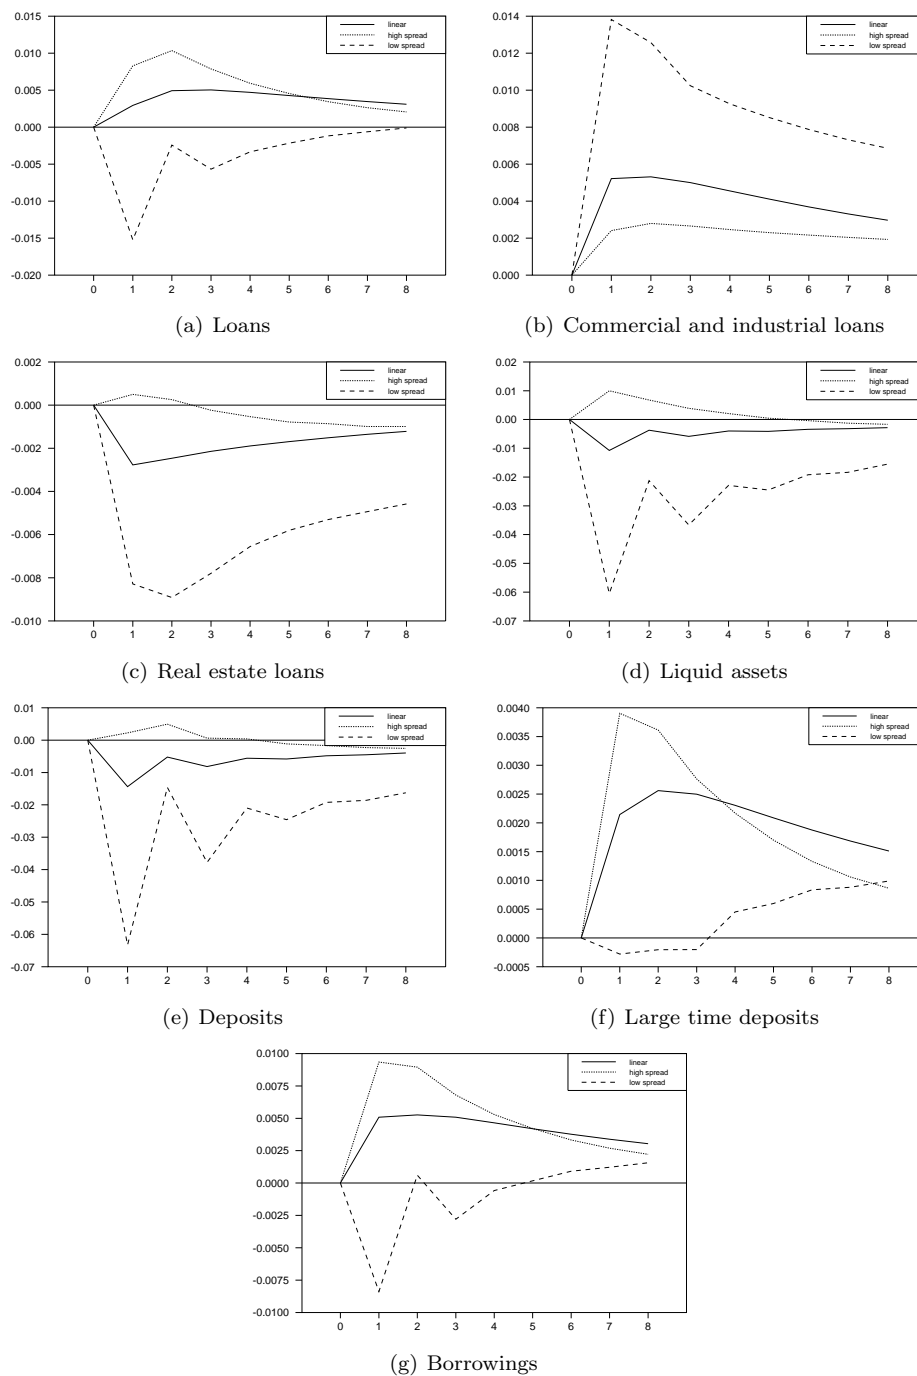 0.015
0.010
0.005
0.000
-0.005
-0.010
-0.015
-0.020
linear
high spread
low spread
0 1 2 3 4 5 6 7 8
(a) Loans
0.014
0.012
0.010
0.008
0.006
0.004
0.002
0.000
linear
high spread
low spread
0 1 2 3 4 5 6 7 8
(b) Commercial and industrial loans
0.002
0.000
-0.002
-0.004
-0.006
-0.008
-0.010
linear
high spread
low spread
0 1 2 3 4 5 6 7 8
(c) Real estate loans
0.02
0.01
0.00
-0.01
-0.02
-0.03
-0.04
-0.05
-0.06
-0.07
linear
high spread
low spread
0 1 2 3 4 5 6 7 8
(d) Liquid assets
0.01
0.00
-0.01
-0.02
-0.03
-0.04
-0.05
-0.06
-0.07
linear
high spread
low spread
0 1 2 3 4 5 6 7 8
(e) Deposits
0.0040
0.0035
0.0030
0.0025
0.0020
0.0015
0.0010
0.0005
0.0000
-0.0005
linear
high spread
low spread
0 1 2 3 4 5 6 7 8
(f) Large time deposits
0.0100
0.0075
0.0050
0.0025
0.0000
-0.0025
-0.0050
-0.0075
-0.0100
linear
high spread
low spread
0 1 2 3 4 5 6 7 8
(g) Borrowings